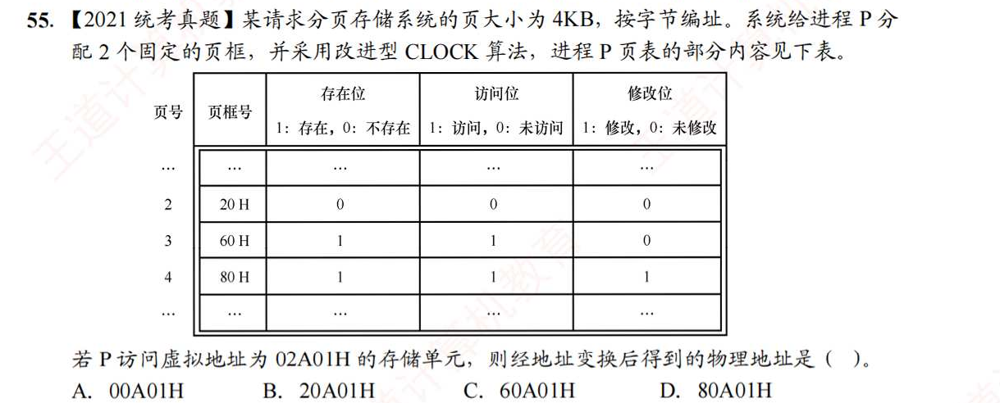 55. 【2021 统考真题】某请求分页存储系统的页大小为 4KB，按字节编址。系统给进程 P 分
配 2 个固定的页框，并采用改进型 CLOCK 算法，进程 P 页表的部分内容见下表。
页号 页框号 存在位 访问位 修改位
1：存在，0：不存在 1：访问，0：未访问 1：修改，0：未修改
… … … … …
2 20 H 0 0 0
3 60 H 1 1 0
4 80 H 1 1 1
… … … … …
若 P 访问虚拟地址为 02A01H 的存储单元，则经地址变换后得到的物理地址是（ ）。
A. 00A01H B. 20A01H C. 60A01H D. 80A01H